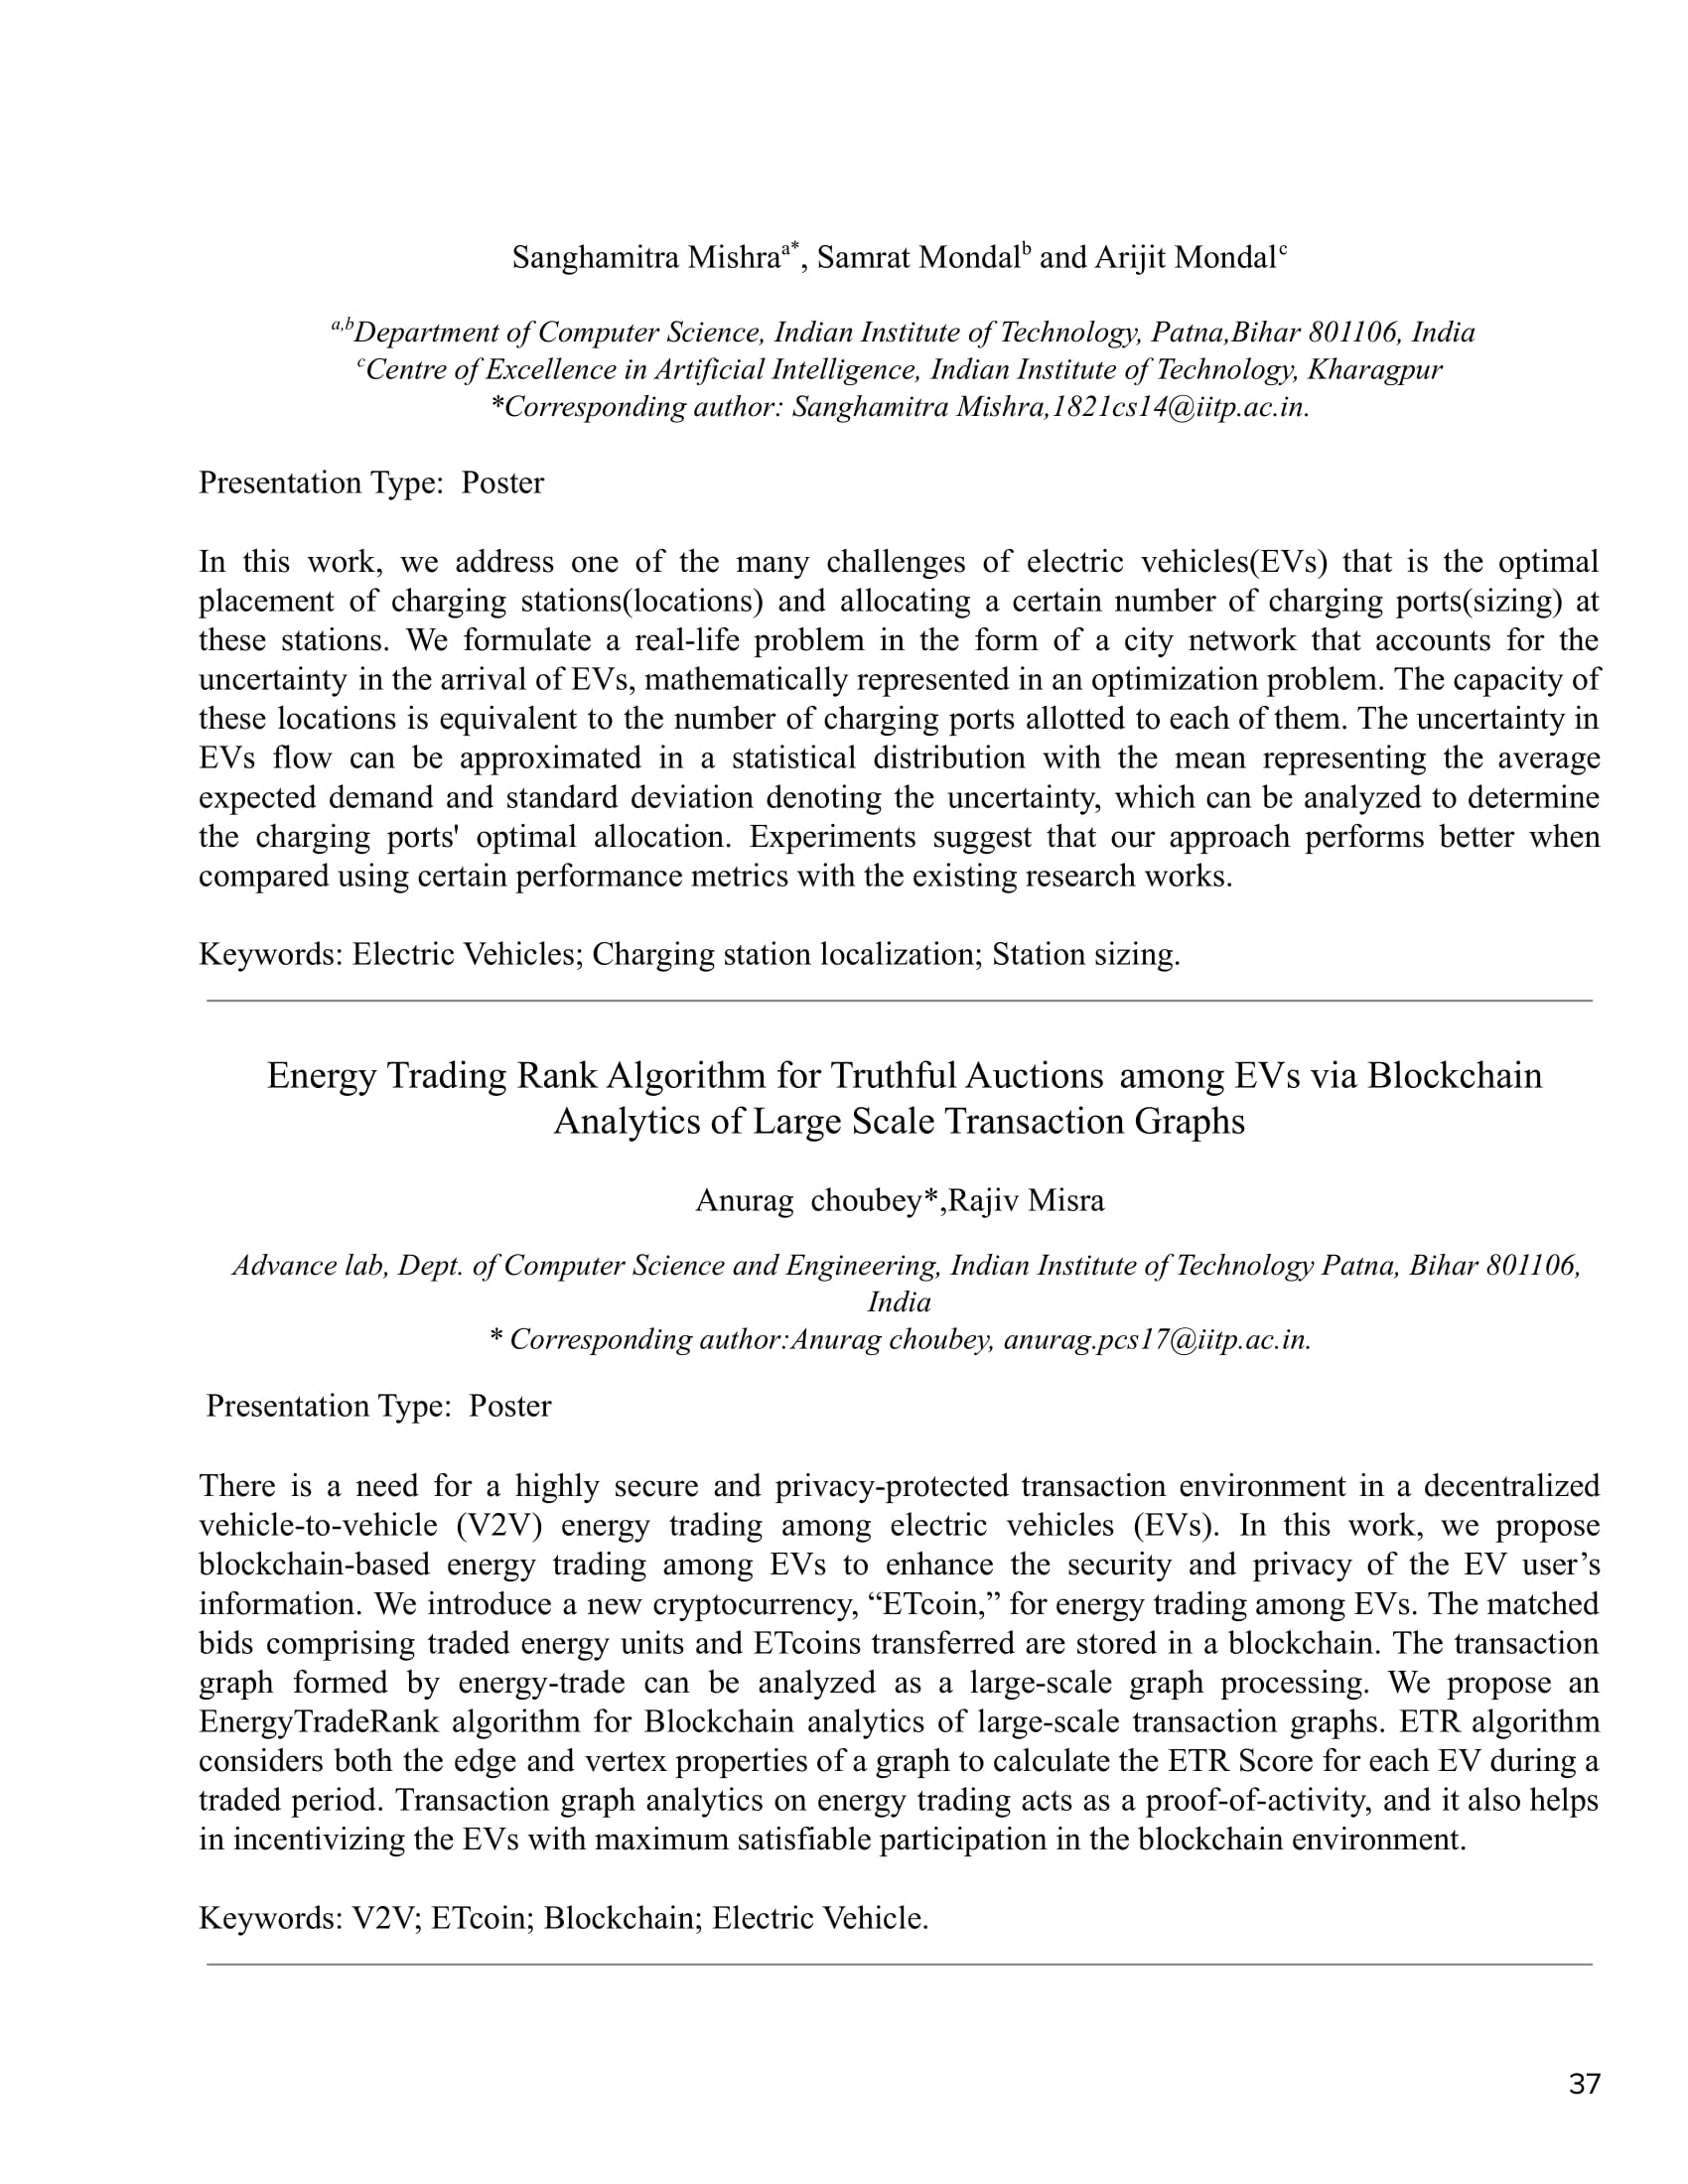 Sanghamitra Mishraa*, Samrat Mondalb and Arijit Mondalc
a,bDepartment of Computer Science, Indian Institute of Technology, Patna,Bihar 801106, India
cCentre of Excellence in Artificial Intelligence, Indian Institute of Technology, Kharagpur
*Corresponding author: Sanghamitra Mishra,1821cs14@iitp.ac.in.
Presentation Type: Poster
In this work, we address one of the many challenges of electric vehicles(EVs) that is the optimal
placement of charging stations(locations) and allocating a certain number of charging ports(sizing) at
these stations. We formulate a real-life problem in the form of a city network that accounts for the
uncertainty in the arrival of EVs, mathematically represented in an optimization problem. The capacity of
these locations is equivalent to the number of charging ports allotted to each of them. The uncertainty in
EVs flow can be approximated in a statistical distribution with the mean representing the average
expected demand and standard deviation denoting the uncertainty, which can be analyzed to determine
the charging ports' optimal allocation. Experiments suggest that our approach performs better when
compared using certain performance metrics with the existing research works.
Keywords: Electric Vehicles; Charging station localization; Station sizing.
Energy Trading Rank Algorithm for Truthful Auctions among EVs via Blockchain
Analytics of Large Scale Transaction Graphs
Anurag choubey*,Rajiv Misra
Advance lab, Dept. of Computer Science and Engineering, Indian Institute of Technology Patna, Bihar 801106,
India
* Corresponding author:Anurag choubey, anurag.pcs17@iitp.ac.in.
Presentation Type: Poster
There is a need for a highly secure and privacy-protected transaction environment in a decentralized
vehicle-to-vehicle (V2V) energy trading among electric vehicles (EVs). In this work, we propose
blockchain-based energy trading among EVs to enhance the security and privacy of the EV user’s
information. We introduce a new cryptocurrency, “ETcoin,” for energy trading among EVs. The matched
bids comprising traded energy units and ETcoins transferred are stored in a blockchain. The transaction
graph formed by energy-trade can be analyzed as a large-scale graph processing. We propose an
EnergyTradeRank algorithm for Blockchain analytics of large-scale transaction graphs. ETR algorithm
considers both the edge and vertex properties of a graph to calculate the ETR Score for each EV during a
traded period. Transaction graph analytics on energy trading acts as a proof-of-activity, and it also helps
in incentivizing the EVs with maximum satisfiable participation in the blockchain environment.
Keywords: V2V; ETcoin; Blockchain; Electric Vehicle.
37